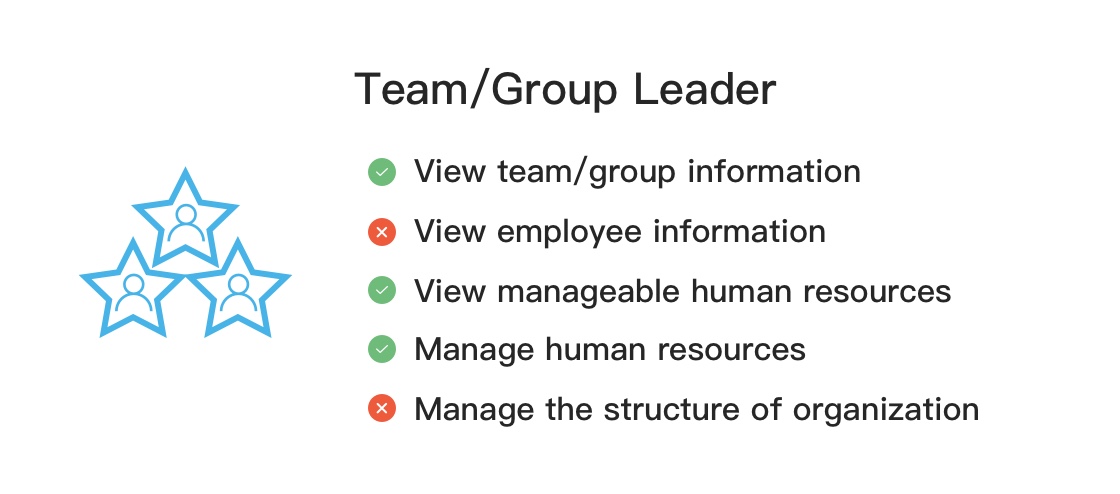 Team/Group Leader
View team/group information
View employee information
View manageable human resources
Manage human resources
Manage the structure of organization